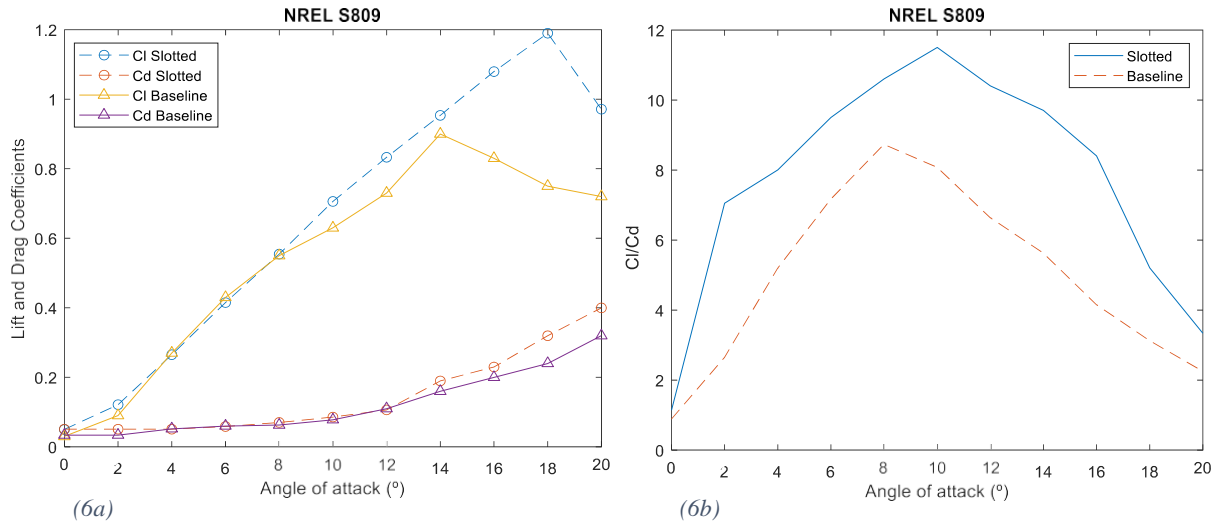 NREL S809
Cl Slotted
Cd Slotted
Cl Baseline
Cd Baseline
Lift and Drag Coefficients
1.2
1
0.8
0.6
0.4
0.2
0
0 2 4 6 8 10 12 14 16 18 20
Angle of attack (º)
(6a)
NREL S809
Slotted
Baseline
Cl/Cd
12
10
8
6
4
2
0
0 2 4 6 8 10 12 14 16 18 20
Angle of attack (º)
(6b)